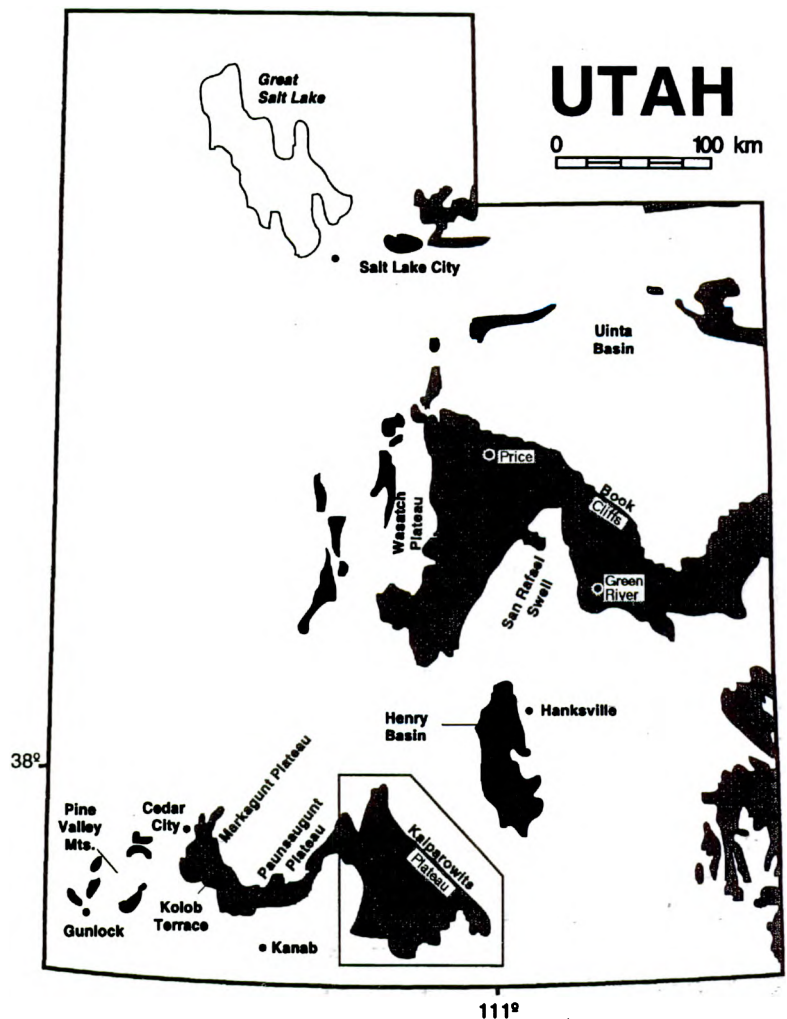 Great
Salt Lake
UTAH
0 100 km
Salt Lake City
Uinta
Basin
Price
Book
Cliffs
Wasatch
Plateau
San Rafael
Swell
Green
River
Henry
Basin
Hanksville
38º
Markagunt Plateau
Pine
Valley
Mts.
Cedar
City
Paunsaugunt
Plateau
Kaiparowits
Plateau
Kolob
Terrace
Gunlock
Kanab
111º